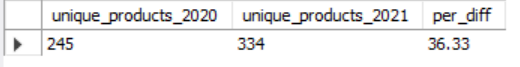 unique_products_2020 unique_products_2021 per_diff
245 334 36.33